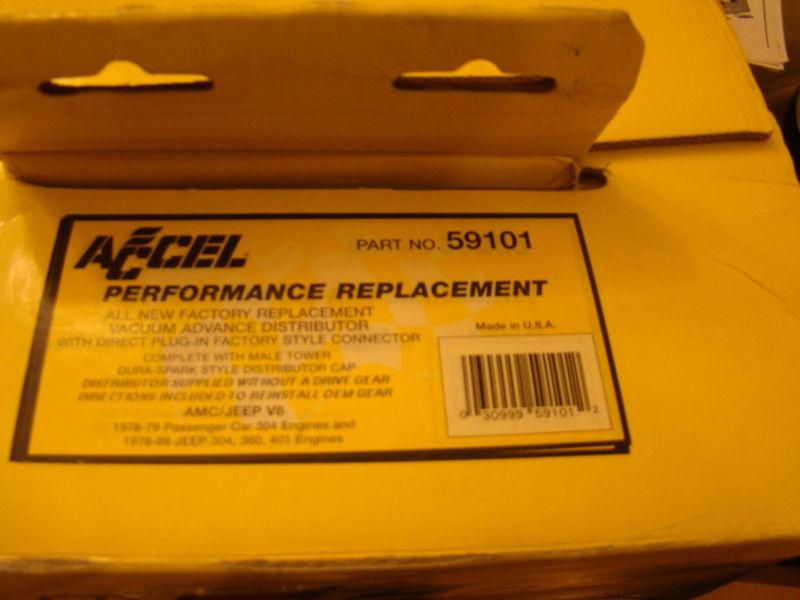 ACCEL
PART NO. 59101
PERFORMANCE REPLACEMENT
ALL NEW FACTORY REPLACEMENT
VACUUM ADVANCE DISTRIBUTOR
WITH DIRECT PLUG-IN FACTORY STYLE CONNECTOR
COMPLETE WITH MALE TOWER
DURA-SPARK STYLE DISTRIBUTOR CAP
DISTRIBUTOR SUPPLIED WITHOUT A DRIVE GEAR
DIRECTIONS INCLUDED TO REINSTALL OEM GEAR
AMC/JEEP V8
1978-79 Passenger Car 304 Engines and
1978-89 JEEP 304, 360, 401 Engines
Made in U.S.A.
0 30999 59101 2